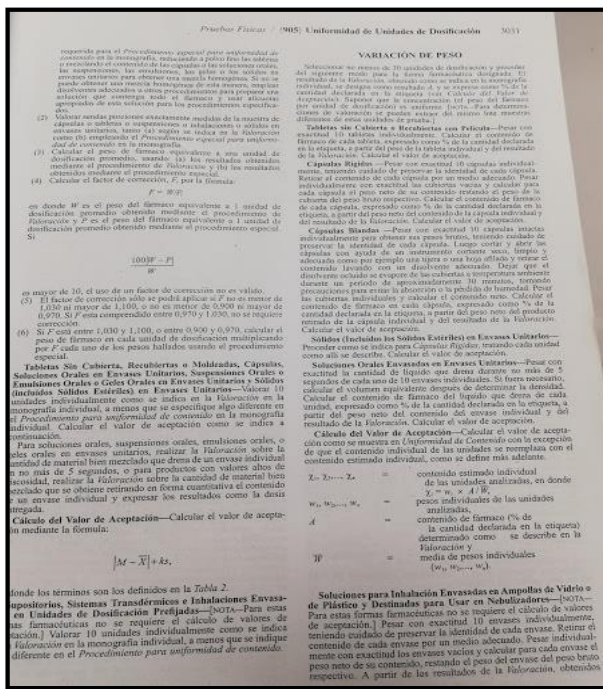 Pruebas Físicas / ⟨905⟩ Uniformidad de Unidades de Dosificación 3031
requerida para el Procedimiento especial para uniformidad de
contenido en la monografía, reduciendo a polvo fino las tabletas
o mezclando el contenido de las cápsulas o las soluciones orales,
las suspensiones, las emulsiones, los geles o los sólidos en
envases unitarios para obtener una mezcla homogénea. Si no se
puede obtener una mezcla homogénea de esta manera, emplear
disolventes adecuados u otros procedimientos para preparar una
solución que contenga todo el fármaco y usar alícuotas
apropiadas de esta solución para los procedimientos especifica-
dos.
(2) Valorar sendas porciones exactamente medidas de la muestra de
cápsulas o tabletas o suspensiones o inhalaciones o sólidos en
envases unitarios, tanto (a) según se indica en la Valoración
como (b) empleando el Procedimiento especial para uniformi-
dad de contenido en la monografía.
(3) Calcular el peso de fármaco equivalente a una unidad de
dosificación promedio, usando: (a) los resultados obtenidos
mediante el procedimiento de Valoración y (b) los resultados
obtenidos mediante el procedimiento especial.
(4) Calcular el factor de corrección, F, por la fórmula:
F = W/P,
en donde W es el peso del fármaco equivalente a 1 unidad de
dosificación promedio obtenido mediante el procedimiento de
Valoración y P es el peso del fármaco equivalente a 1 unidad de
dosificación promedio obtenido mediante el procedimiento especial.
Si
100|W − P|
W
es mayor de 10, el uso de un factor de corrección no es válido.
(5) El factor de corrección sólo se podrá aplicar si F no es menor de
1,030 ni mayor de 1,100, o no es menor de 0,900 ni mayor de
0,970. Si F esta comprendido entre 0,970 y 1,030, no se requiere
corrección.
(6) Si F está entre 1,030 y 1,100, o entre 0,900 y 0,970, calcular el
peso de fármaco en cada unidad de dosificación multiplicando
por F cada uno de los pesos hallados usando el procedimiento
especial.
Tabletas Sin Cubierta, Recubiertas o Moldeadas, Cápsulas,
Soluciones Orales en Envases Unitarios, Suspensiones Orales o
Emulsiones Orales o Geles Orales en Envases Unitarios y Sólidos
(incluidos Sólidos Estériles) en Envases Unitarios—Valorar 10
unidades individualmente como se indica en la Valoración en la
monografía individual, a menos que se especifique algo diferente en
el Procedimiento para uniformidad de contenido en la monografía
individual. Calcular el valor de aceptación como se indica a
continuación.
Para soluciones orales, suspensiones orales, emulsiones orales, o
geles orales en envases unitarios, realizar la Valoración sobre la
cantidad de material bien mezclado que drena de un envase individual
en no más de 5 segundos, o para productos con valores altos de
viscosidad, realizar la Valoración sobre la cantidad de material bien
mezclado que se obtiene retirando en forma cuantitativa el contenido
de un envase individual y expresar los resultados como la dosis
entregada.
Cálculo del Valor de Aceptación—Calcular el valor de acepta-
ción mediante la fórmula:
|M − X̄| + ks,
donde los términos son los definidos en la Tabla 2.
Supositorios, Sistemas Transdérmicos e Inhalaciones Envasa-
en Unidades de Dosificación Prefijadas—[NOTA—Para estas
formas farmacéuticas no se requiere el cálculo de valores de
aceptación.] Valorar 10 unidades individualmente como se indica
Valoración en la monografía individual, a menos que se indique
diferente en el Procedimiento para uniformidad de contenido.
VARIACIÓN DE PESO
Seleccionar no menos de 30 unidades de dosificación y proceder
del siguiente modo para la forma farmacéutica designada. El
resultado de la Valoración, obtenido como se indica en la monografía
individual, se designa como resultado A, y se expresa como % de la
cantidad declarada en la etiqueta (ver Cálculo del Valor de
Aceptación). Suponer que la concentración (el peso del fármaco
por unidad de dosificación) es uniforme. [NOTA—Para determina-
ciones de valoración se pueden extraer del mismo lote muestras
diferentes de estas unidades de prueba.]
Tabletas sin Cubierta o Recubiertas con Película—Pesar con
exactitud 10 tabletas individualmente. Calcular el contenido de
fármaco de cada tableta, expresado como % de la cantidad declarada
en la etiqueta, a partir del peso de la tableta individual y del resultado
de la Valoración. Calcular el valor de aceptación.
Cápsulas Rígidas—Pesar con exactitud 10 cápsulas individual-
mente, teniendo cuidado de preservar la identidad de cada cápsula.
Retirar el contenido de cada cápsula por un medio adecuado. Pesar
individualmente con exactitud las cubiertas vacías y calcular para
cada cápsula el peso neto de su contenido restando el peso de la
cubierta del peso bruto respectivo. Calcular el contenido de fármaco
de cada cápsula, expresado como % de la cantidad declarada en la
etiqueta, a partir del peso neto del contenido de la cápsula individual y
del resultado de la Valoración. Calcular el valor de aceptación.
Cápsulas Blandas—Pesar con exactitud 10 cápsulas intactas
individualmente para obtener sus pesos brutos, teniendo cuidado de
preservar la identidad de cada cápsula. Luego cortar y abrir las
cápsulas con ayuda de un instrumento cortante seco, limpio y
adecuado como por ejemplo una tijera o una hoja afilada y retirar el
contenido lavando con un disolvente adecuado. Dejar que el
disolvente ocluido se evapore de las cubiertas a temperatura ambiente
durante un período de aproximadamente 30 minutos, tomando
precauciones para evitar la absorción o la pérdida de humedad. Pesar
las cubiertas individuales y calcular el contenido neto. Calcular el
contenido de fármaco en cada cápsula, expresado como % de la
cantidad declarada en la etiqueta, a partir del peso neto del producto
retirado de la cápsula individual y del resultado de la Valoración.
Calcular el valor de aceptación.
Sólidos (Incluidos los Sólidos Estériles) en Envases Unitarios—
Proceder como se indica para Cápsulas Rígidas, tratando cada unidad
como allí se describe. Calcular el valor de aceptación.
Soluciones Orales Envasadas en Envases Unitarios—Pesar con
exactitud la cantidad de líquido que drena durante no más de 5
segundos de cada uno de 10 envases individuales. Si fuera necesario,
calcular el volumen equivalente después de determinar la densidad.
Calcular el contenido de fármaco del líquido que drena de cada
unidad, expresado como % de la cantidad declarada en la etiqueta, a
partir del peso neto del contenido del envase individual y del
resultado de la Valoración. Calcular el valor de aceptación.
Cálculo del Valor de Aceptación—Calcular el valor de acepta-
ción como se muestra en Uniformidad de Contenido con la excepción
de que el contenido individual de las unidades se reemplaza con el
contenido estimado individual, como se define más adelante.
χ₁, χ₂,..., χₙ = contenido estimado individual
de las unidades analizadas, en donde
χᵢ = wᵢ × A/W̄,
w₁, w₂,..., wₙ = pesos individuales de las unidades
analizadas,
A = contenido de fármaco (% de
la cantidad declarada en la etiqueta)
determinado como se describe en la
Valoración y
W̄ = media de pesos individuales
(w₁, w₂,..., wₙ).
Soluciones para Inhalación Envasadas en Ampollas de Vidrio o
de Plástico y Destinadas para Usar en Nebulizadores—[NOTA—
Para estas formas farmacéuticas no se requiere el cálculo de valores
de aceptación.] Pesar con exactitud 10 envases individualmente,
teniendo cuidado de preservar la identidad de cada envase. Retirar el
contenido de cada envase por un medio adecuado. Pesar individual-
mente con exactitud los envases vacíos y calcular para cada envase el
peso neto de su contenido, restando el peso del envase del peso bruto
respectivo. A partir de los resultados de la Valoración, obtenidos